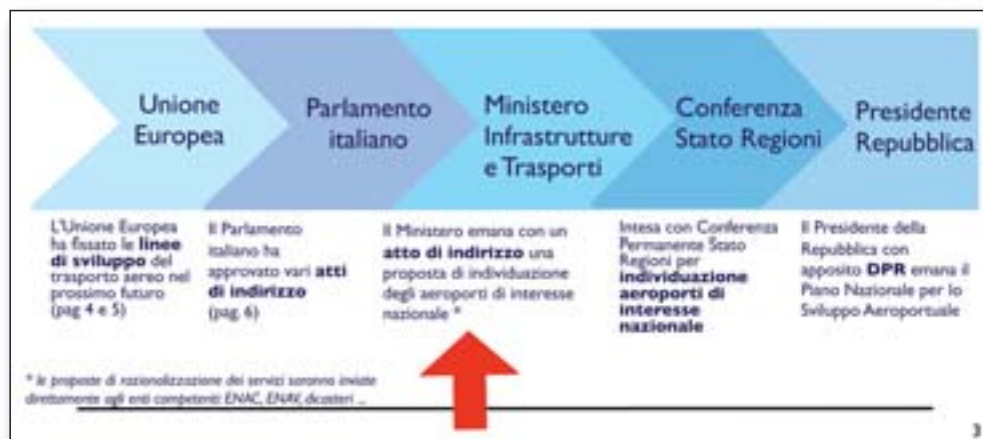 Unione
Europea
Parlamento
italiano
Ministero
Infrastrutture
e Trasporti
Conferenza
Stato Regioni
Presidente
Repubblica
L'Unione Europea
ha fissato le linee
di sviluppo del
trasporto aereo nel
prossimo futuro
(pag 4 e 5)
Il Parlamento
italiano ha
approvato vari atti
di indirizzo
(pag. 6)
Il Ministero emana con un
atto di indirizzo una
proposta di individuazione
degli aeroporti di interesse
nazionale *
Intesa con Conferenza
Permanente Stato
Regioni per
individuazione
aeroporti di
interesse
nazionale
Il Presidente della
Repubblica con
apposito DPR emana il
Piano Nazionale per lo
Sviluppo Aeroportuale
* le proposte di razionalizzazione dei servizi saranno inviate
direttamente agli enti competenti: ENAC, ENAV, dicasteri ...
3